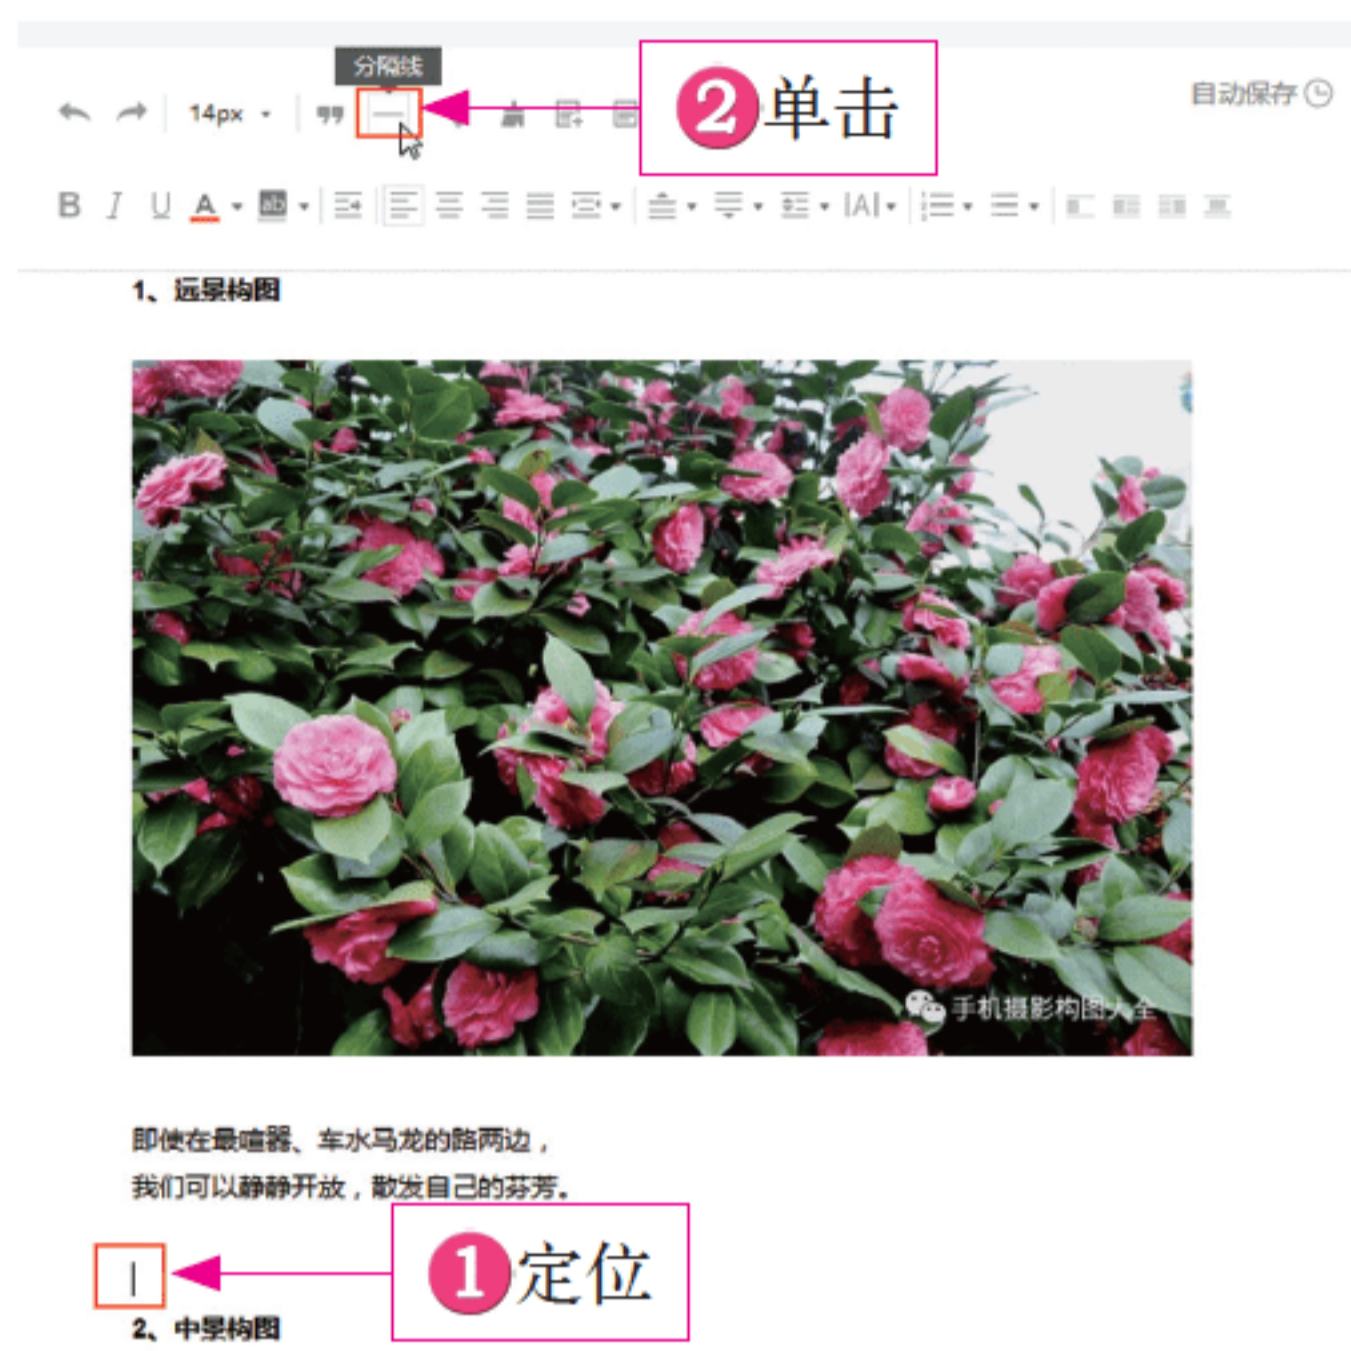 分隔线
2 单击
自动保存
14px
B I U A ab
|A|
1、远景构图
手机摄影构图大全
即使在最喧嚣、车水马龙的路两边，
我们可以静静开放，散发自己的芬芳。
1 定位
2、中景构图